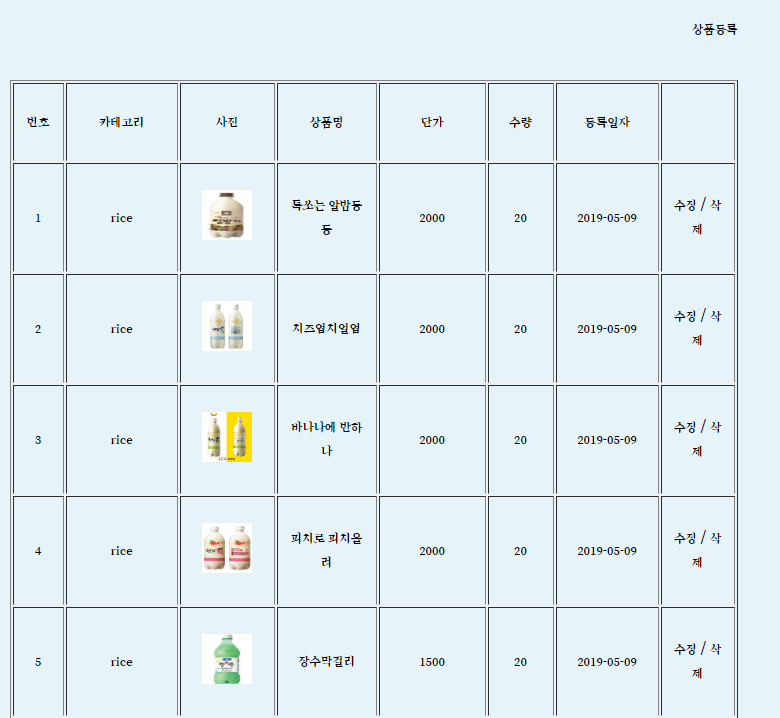 상품등록
번호 카테고리 사진 상품명 단가 수량 등록일자
1 rice 톡쏘는 알밤동동 2000 20 2019-05-09 수정 / 삭제
2 rice 치즈업치얼업 2000 20 2019-05-09 수정 / 삭제
3 rice 바나나에 반하나 2000 20 2019-05-09 수정 / 삭제
4 rice 피치로 피치올려 2000 20 2019-05-09 수정 / 삭제
5 rice 장수막걸리 1500 20 2019-05-09 수정 / 삭제